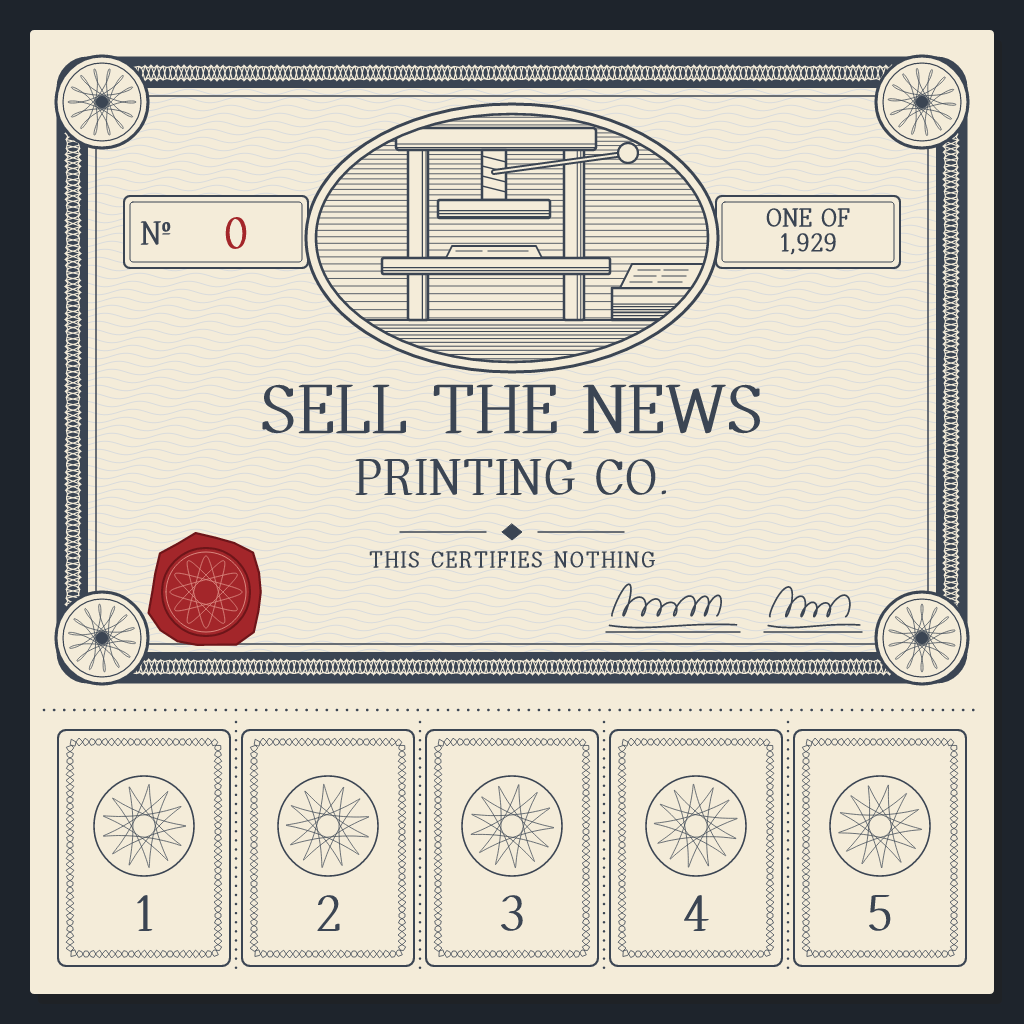 Nº 0
ONE OF
1,929
SELL THE NEWS
PRINTING CO.
THIS CERTIFIES NOTHING
1 2 3 4 5